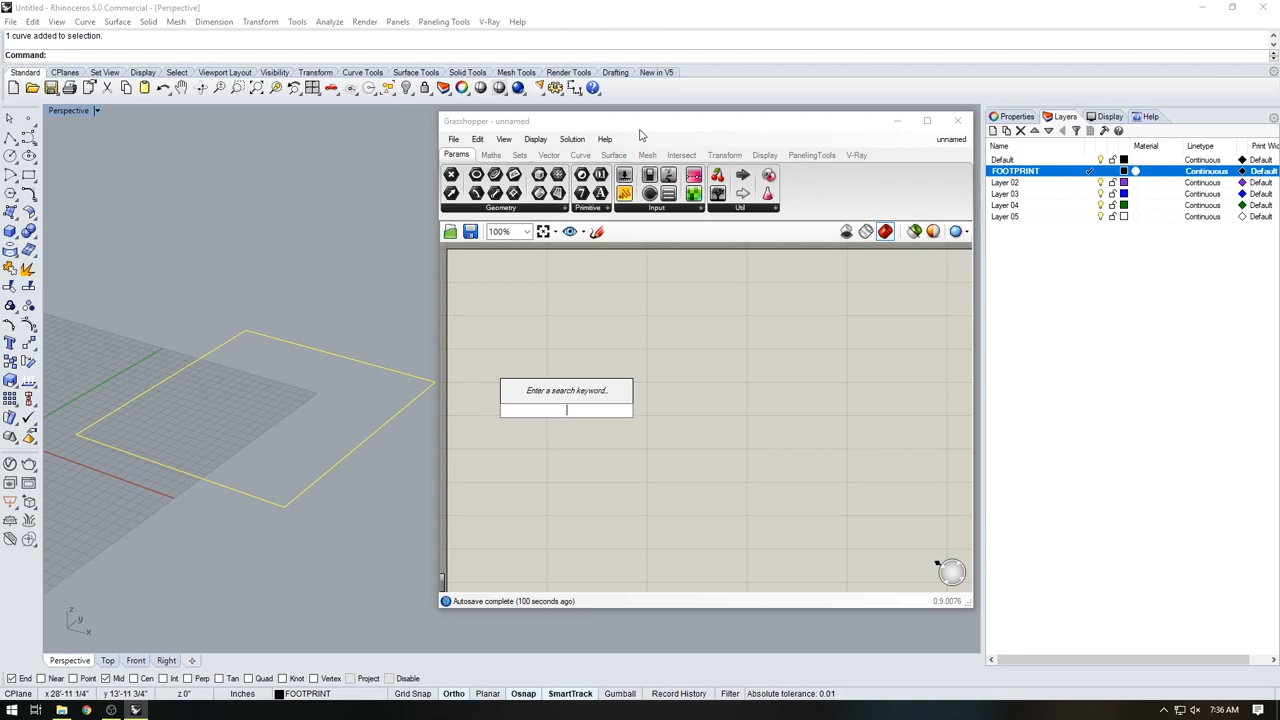 Untitled - Rhinoceros 5.0 Commercial - [Perspective]
File Edit View Curve Surface Solid Mesh Dimension Transform Tools Analyze Render Panels Paneling Tools V-Ray Help
1 curve added to selection.
Command:
Standard CPlanes Set View Display Select Viewport Layout Visibility Transform Curve Tools Surface Tools Solid Tools Mesh Tools Render Tools Drafting New in V5
Perspective
Grasshopper - unnamed
File Edit View Display Solution Help unnamed
Params Maths Sets Vector Curve Surface Mesh Intersect Transform Display PanelingTools V-Ray
Geometry Primitive Input Util
100%
Enter a search keyword..
Autosave complete (100 seconds ago) 0.9.0076
Properties Layers Display Help
Name Material Linetype Print Wid
Default Continuous Default
FOOTPRINT Continuous Default
Layer 02 Continuous Default
Layer 03 Continuous Default
Layer 04 Continuous Default
Layer 05 Continuous Default
z
y
x
Perspective Top Front Right
End Near Point Mid Cen Int Perp Tan Quad Knot Vertex Project Disable
CPlane x 28'-11 1/4" y 13'-11 3/4" z 0" Inches FOOTPRINT Grid Snap Ortho Planar Osnap SmartTrack Gumball Record History Filter Absolute tolerance: 0.01
7:36 AM